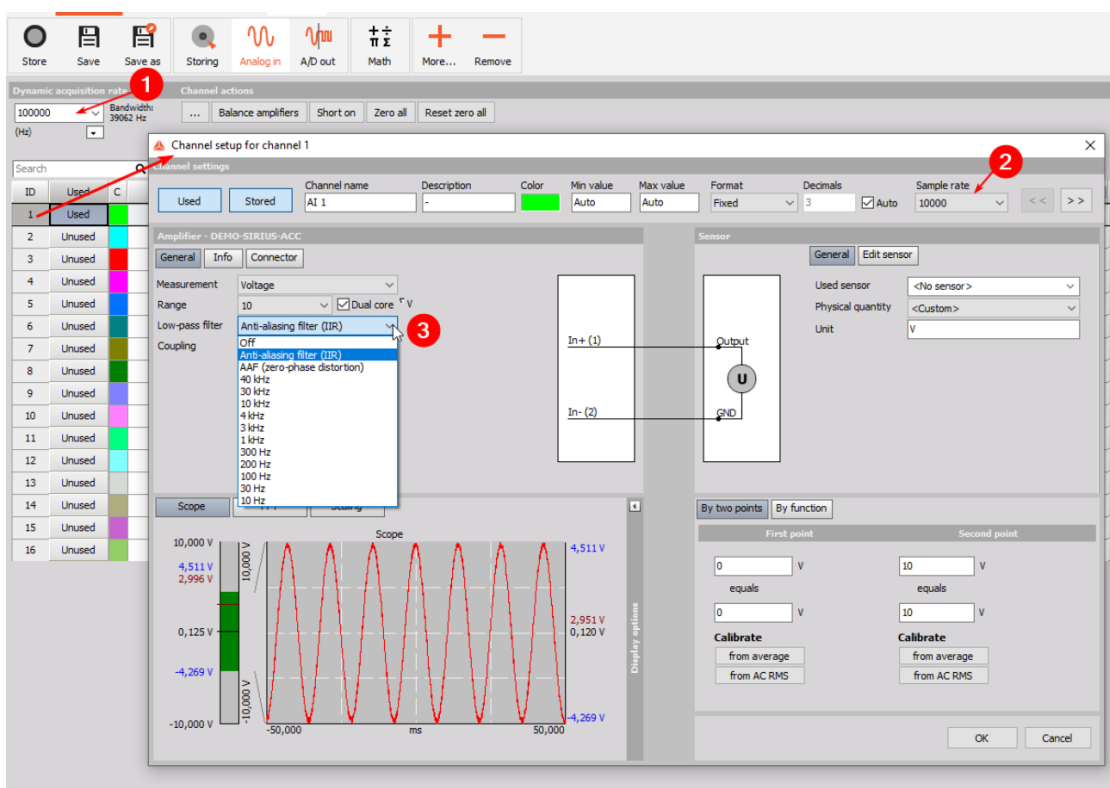 Store Save Save as Storing Analog in A/D out Math More... Remove
1
Dynamic acquisition rate Channel actions
100000 Bandwidth: 39062 Hz ... Balance amplifiers Short on Zero all Reset zero all
(Hz)
Channel setup for channel 1
Search Channel settings 2
ID Used C Channel name Description Color Min value Max value Format Decimals Sample rate
Used Stored AI 1 - Auto Auto Fixed 3 Auto 10000 << >>
1 Used
2 Unused Amplifier - DEMO-SIRIUS-ACC Sensor
3 Unused General Info Connector General Edit sensor
4 Unused Measurement Voltage Used sensor <No sensor>
5 Unused Range 10 Dual core V Physical quantity <Custom>
6 Unused Low-pass filter Anti-aliasing filter (IIR) 3 Unit V
7 Unused Coupling Off In+ (1) Output
Anti-aliasing filter (IIR)
8 Unused AAF (zero-phase distortion)
40 kHz
9 Unused 30 kHz U
10 kHz
10 Unused 4 kHz In- (2) GND
3 kHz
11 Unused 1 kHz
300 Hz
12 Unused 200 Hz
100 Hz
13 Unused 30 Hz
14 Unused Scope 10 Hz By two points By function
15 Unused Scope First point Second point
16 Unused 10,000 V 10,000 V 4,511 V
4,511 V 0 V 10 V
2,996 V equals equals
0,125 V 2,951 V 0 V 10 V
0,120 V Display options
Calibrate Calibrate
-4,269 V from average from average
from AC RMS from AC RMS
-10,000 V -10,000 V -4,269 V
-50,000 ms 50,000
OK Cancel